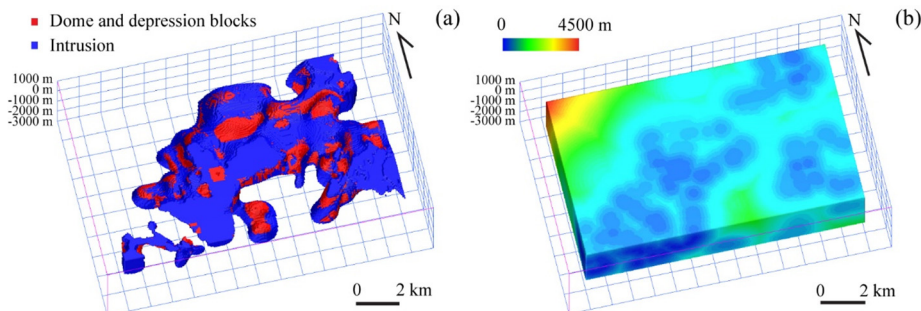 Dome and depression blocks
Intrusion
(a)
N
1000 m
0 m
-1000 m
-2000 m
-3000 m
0 2 km
0 4500 m
(b)
N
1000 m
0 m
-1000 m
-2000 m
-3000 m
0 2 km